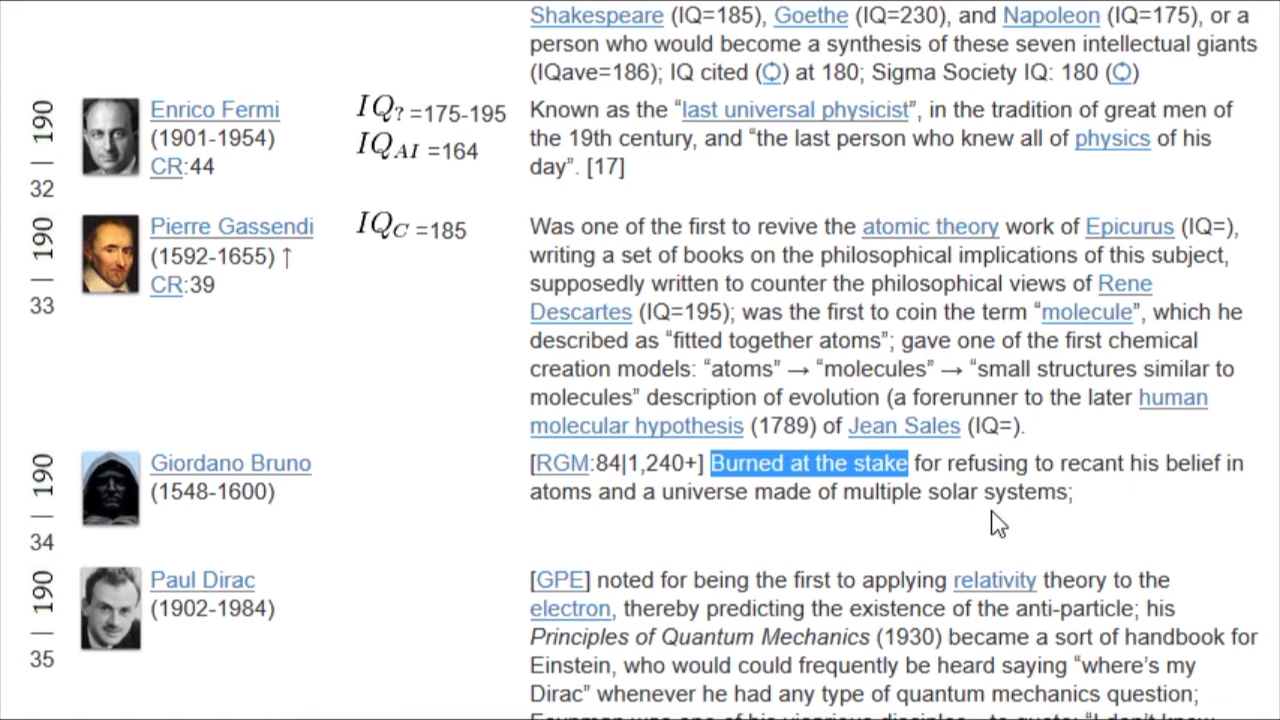 Shakespeare (IQ=185), Goethe (IQ=230), and Napoleon (IQ=175), or a
person who would become a synthesis of these seven intellectual giants
(IQave=186); IQ cited (Ϙ) at 180; Sigma Society IQ: 180 (Ϙ)
190
—
32
Enrico Fermi
(1901-1954)
CR:44
IQ? =175-195
IQAI =164
Known as the “last universal physicist”, in the tradition of great men of
the 19th century, and “the last person who knew all of physics of his
day”. [17]
190
—
33
Pierre Gassendi
(1592-1655) ↑
CR:39
IQC =185
Was one of the first to revive the atomic theory work of Epicurus (IQ=),
writing a set of books on the philosophical implications of this subject,
supposedly written to counter the philosophical views of Rene
Descartes (IQ=195); was the first to coin the term “molecule”, which he
described as “fitted together atoms”; gave one of the first chemical
creation models: “atoms” → “molecules” → “small structures similar to
molecules” description of evolution (a forerunner to the later human
molecular hypothesis (1789) of Jean Sales (IQ=).
190
—
34
Giordano Bruno
(1548-1600)
[RGM:84|1,240+] Burned at the stake for refusing to recant his belief in
atoms and a universe made of multiple solar systems;
190
—
35
Paul Dirac
(1902-1984)
[GPE] noted for being the first to applying relativity theory to the
electron, thereby predicting the existence of the anti-particle; his
Principles of Quantum Mechanics (1930) became a sort of handbook for
Einstein, who would could frequently be heard saying “where’s my
Dirac” whenever he had any type of quantum mechanics question;